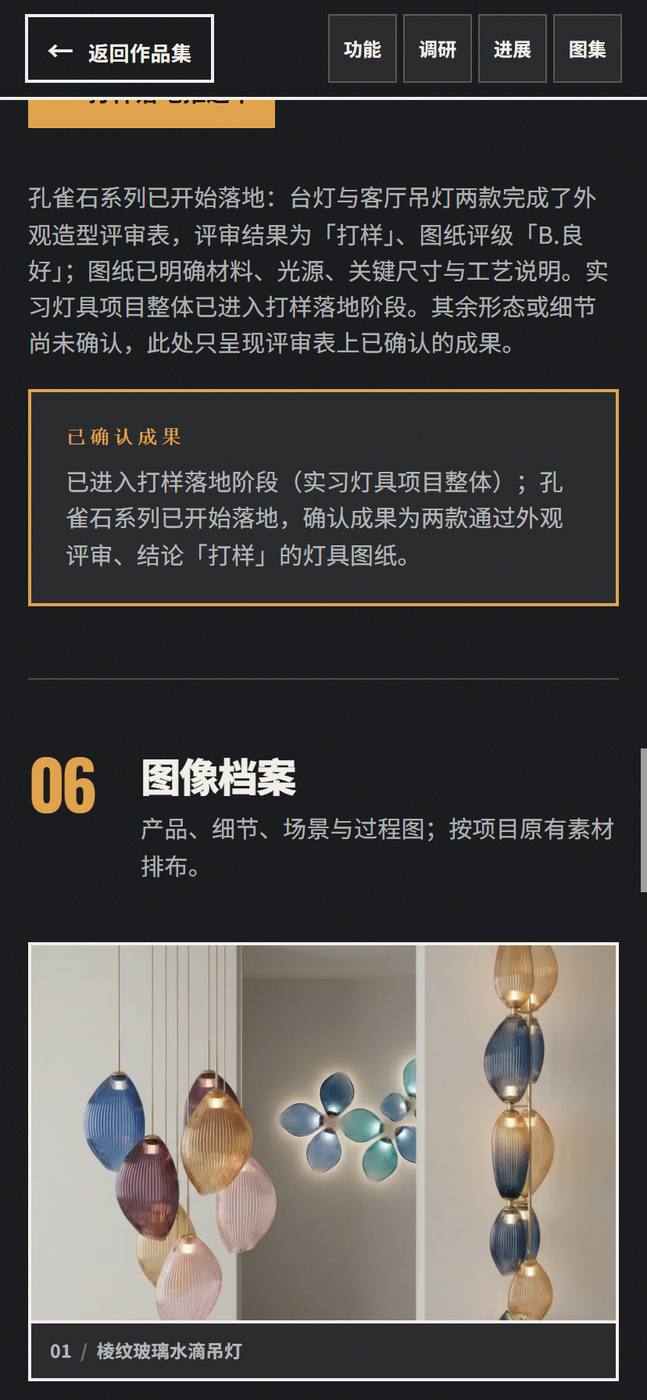 ← 返回作品集
功能
调研
进展
图集
孔雀石系列已开始落地：台灯与客厅吊灯两款完成了外
观造型评审表，评审结果为「打样」、图纸评级「B.良
好」；图纸已明确材料、光源、关键尺寸与工艺说明。实
习灯具项目整体已进入打样落地阶段。其余形态或细节
尚未确认，此处只呈现评审表上已确认的成果。
已确认成果
已进入打样落地阶段（实习灯具项目整体）；孔
雀石系列已开始落地，确认成果为两款通过外观
评审、结论「打样」的灯具图纸。
06
图像档案
产品、细节、场景与过程图；按项目原有素材
排布。
01 / 棱纹玻璃水滴吊灯